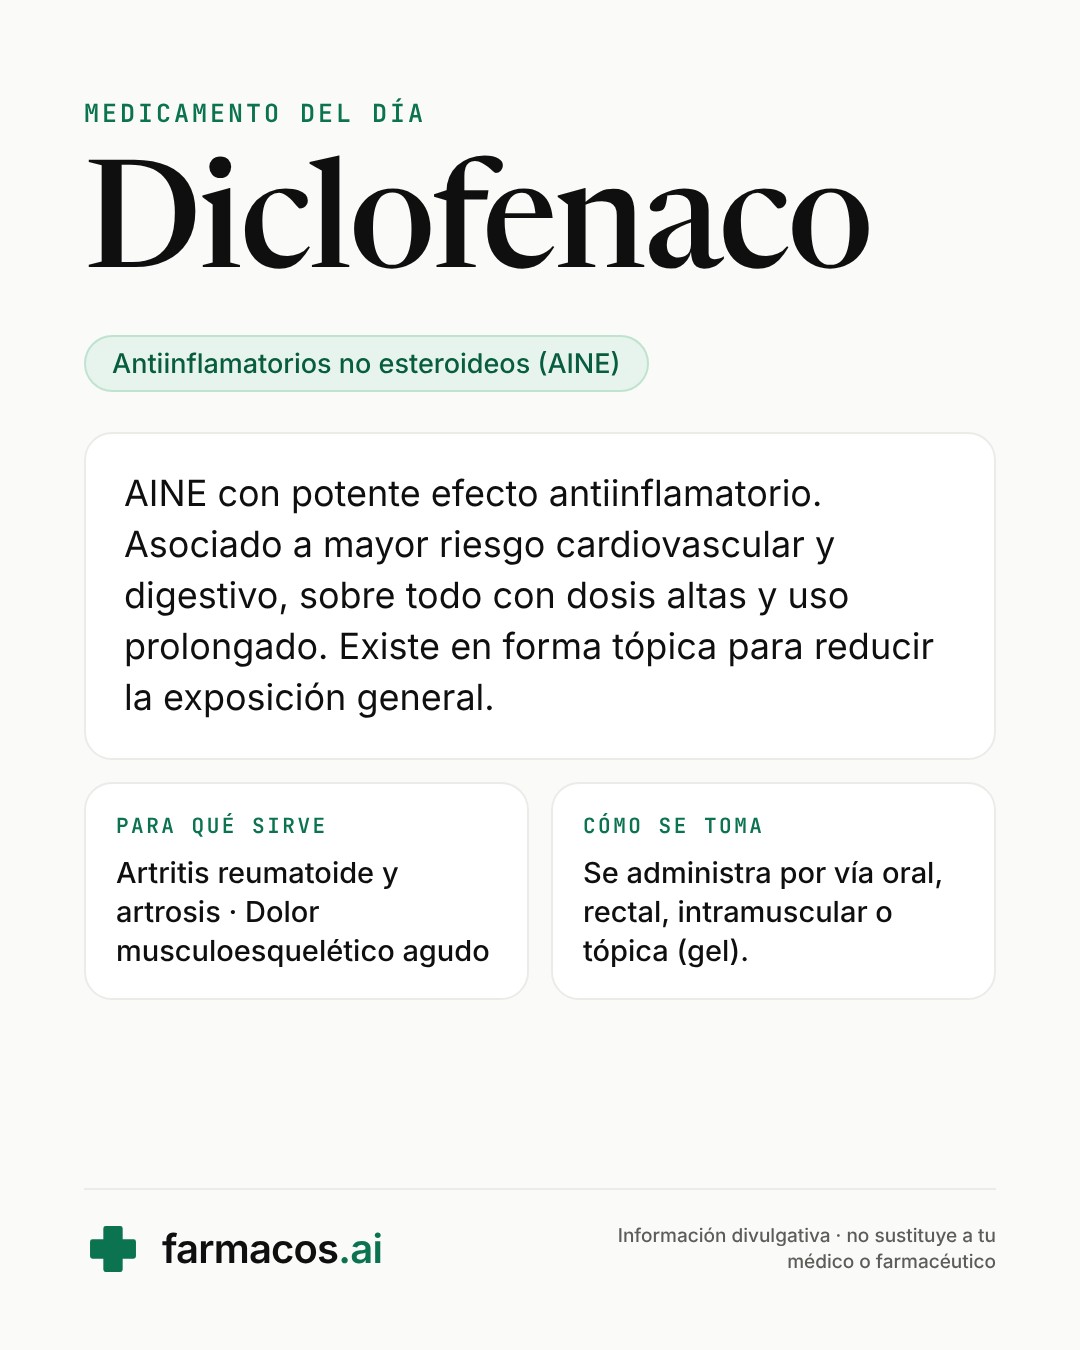 MEDICAMENTO DEL DÍA
Diclofenaco
Antiinflamatorios no esteroideos (AINE)
AINE con potente efecto antiinflamatorio.
Asociado a mayor riesgo cardiovascular y
digestivo, sobre todo con dosis altas y uso
prolongado. Existe en forma tópica para reducir
la exposición general.
PARA QUÉ SIRVE
Artritis reumatoide y
artrosis · Dolor
musculoesquelético agudo
CÓMO SE TOMA
Se administra por vía oral,
rectal, intramuscular o
tópica (gel).
farmacos.ai
Información divulgativa · no sustituye a tu
médico o farmacéutico